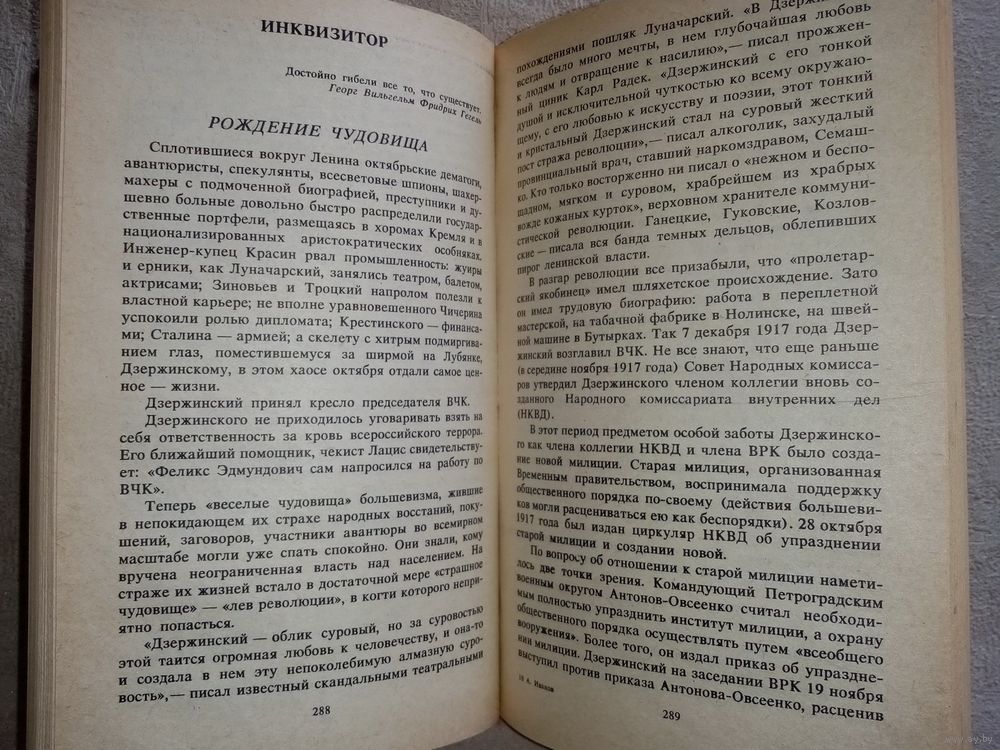 ИНКВИЗИТОР
Достойно гибели все то, что существует.
Георг Вильгельм Фридрих Гегель
РОЖДЕНИЕ ЧУДОВИЩА
Сплотившиеся вокруг Ленина октябрьские демагоги,
авантюристы, спекулянты, всесветовые шпионы, шахер-
махеры с подмоченной биографией, преступники и ду-
шевно больные довольно быстро распределили государ-
ственные портфели, размещаясь в хоромах Кремля и в
национализированных аристократических особняках.
Инженер-купец Красин рвал промышленность: жуиры
и ерники, как Луначарский, занялись театром, балетом,
актрисами; Зиновьев и Троцкий напролом полезли к
властной карьере; не вполне уравновешенного Чичерина
успокоили ролью дипломата; Крестинского — финанса-
ми; Сталина — армией; а скелету с хитрым подмигива-
нием глаз, поместившемуся за ширмой на Лубянке,
Дзержинскому, в этом хаосе октября отдали самое цен-
ное — жизни.
Дзержинский принял кресло председателя ВЧК.
Дзержинского не приходилось уговаривать взять на
себя ответственность за кровь всероссийского террора.
Его ближайший помощник, чекист Лацис свидетельству-
ет: «Феликс Эдмундович сам напросился на работу по
ВЧК».
Теперь «веселые чудовища» большевизма, жившие
в непокидающем их страхе народных восстаний, поку-
шений, заговоров, участники авантюры во всемирном
масштабе могли уже спать спокойно. Они знали, кому
вручена неограниченная власть над населением. На
страже их жизней встало в достаточной мере «страшное
чудовище» — «лев революции», в когти которого непри-
ятно попасться.
«Дзержинский — облик суровый, но за суровостью
этой таится огромная любовь к человечеству, и она-то
и создала в нем эту непоколебимую алмазную суро-
вость»,— писал известный скандальными театральными
288
похождениями пошляк Луначарский. «В Дзержинском
всегда было много мечты, в нем глубочайшая любовь
к людям и отвращение к насилию»,— писал прожжен-
ный циник Карл Радек. «Дзержинский с его тонкой
душой и исключительной чуткостью ко всему окружаю-
щему, с его любовью к искусству и поэзии, этот тонкий
и кристальный Дзержинский стал на суровый жесткий
пост стража революции»,— писал алкоголик, захудалый
провинциальный врач, ставший наркомздравом, Семаш-
ко. Кто только восторженно ни писал о «нежном и беспо-
щадном, мягком и суровом, храбрейшем из храбрых
вожде кожаных курток», верховном хранителе коммуни-
стической революции. Ганецкие, Гуковские, Козлов-
ские — писала вся банда темных дельцов, облепивших
пирог ленинской власти.
В разгар революции все призабыли, что «пролетар-
ский якобинец» имел шляхетское происхождение. Зато
он имел трудовую биографию: работа в переплетной
мастерской, на табачной фабрике в Нолинске, на швей-
ной машине в Бутырках. Так 7 декабря 1917 года Дзер-
жинский возглавил ВЧК. Не все знают, что еще раньше
(в середине ноября 1917 года) Совет Народных комисса-
ров утвердил Дзержинского членом коллегии вновь со-
зданного Народного комиссариата внутренних дел
(НКВД).
В этот период предметом особой заботы Дзержинско-
го как члена коллегии НКВД и члена ВРК было созда-
ние новой милиции. Старая милиция, организованная
Временным правительством, воспринимала поддержку
общественного порядка по-своему (действия большеви-
ков могли расцениваться ею как беспорядки). 28 октября
1917 года был издан циркуляр НКВД об упразднении
старой милиции и создании новой.
По вопросу об отношении к старой милиции намети-
лось две точки зрения. Командующий Петроградским
военным округом Антонов-Овсеенко считал необходи-
мым полностью упразднить институт милиции, а охрану
общественного порядка осуществлять путем «всеобщего
вооружения». Более того, он издал приказ об упраздне-
нии милиции. Дзержинский на заседании ВРК 19 ноября
выступил против приказа Антонова-Овсеенко, расценив
10 А. Иванов
289
www.ay.by